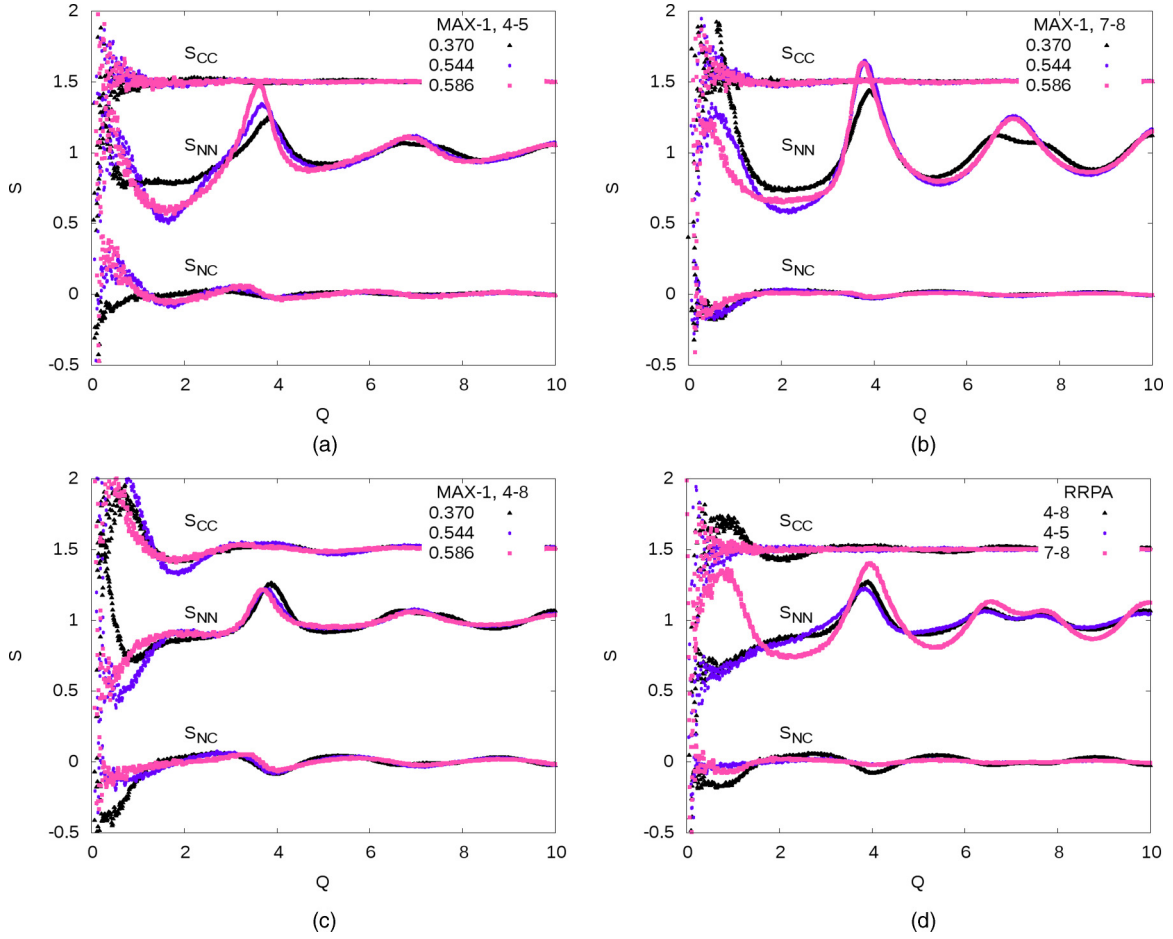 MAX-1, 4-5
0.370
0.544
0.586
S_CC
S_NN
S_NC
S
2
1.5
1
0.5
0
-0.5
0 2 4 6 8 10
Q
(a)
MAX-1, 7-8
0.370
0.544
0.586
S_CC
S_NN
S_NC
S
2
1.5
1
0.5
0
-0.5
0 2 4 6 8 10
Q
(b)
MAX-1, 4-8
0.370
0.544
0.586
S_CC
S_NN
S_NC
S
2
1.5
1
0.5
0
-0.5
0 2 4 6 8 10
Q
(c)
RRPA
4-8
4-5
7-8
S_CC
S_NN
S_NC
S
2
1.5
1
0.5
0
-0.5
0 2 4 6 8 10
Q
(d)